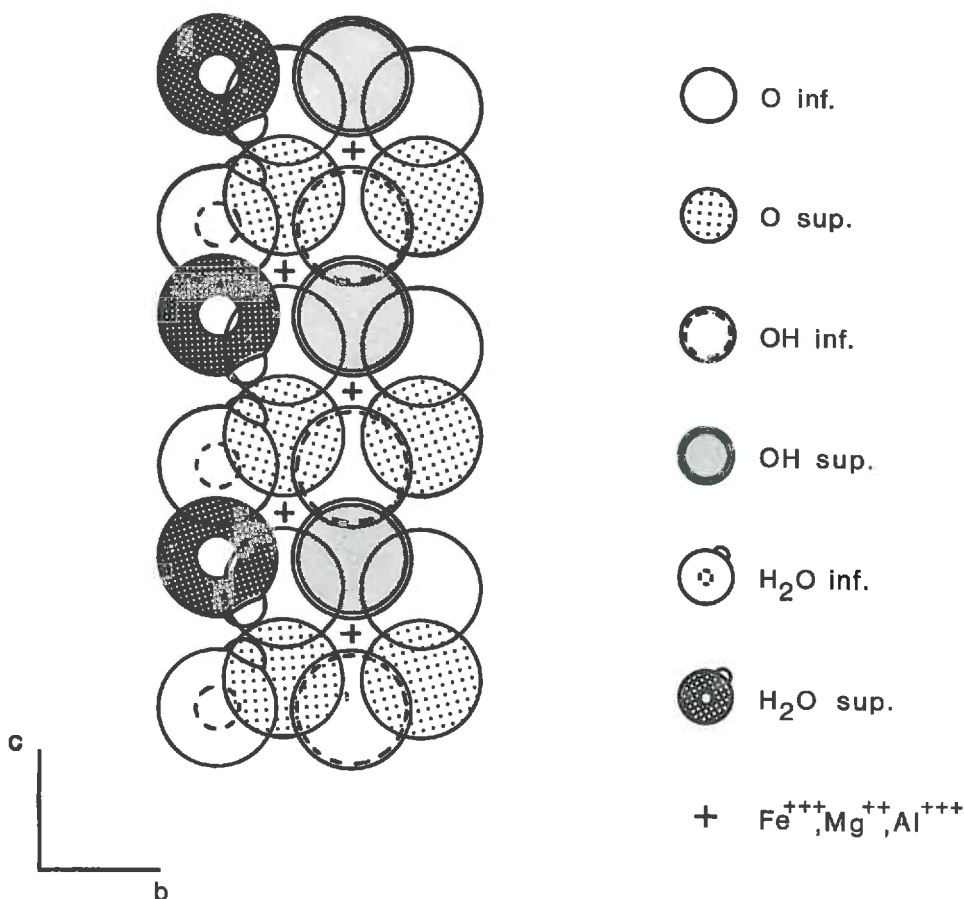 O inf.
O sup.
OH inf.
OH sup.
H₂O inf.
H₂O sup.
+ Fe⁺⁺⁺,Mg⁺⁺,Al⁺⁺⁺
c
b